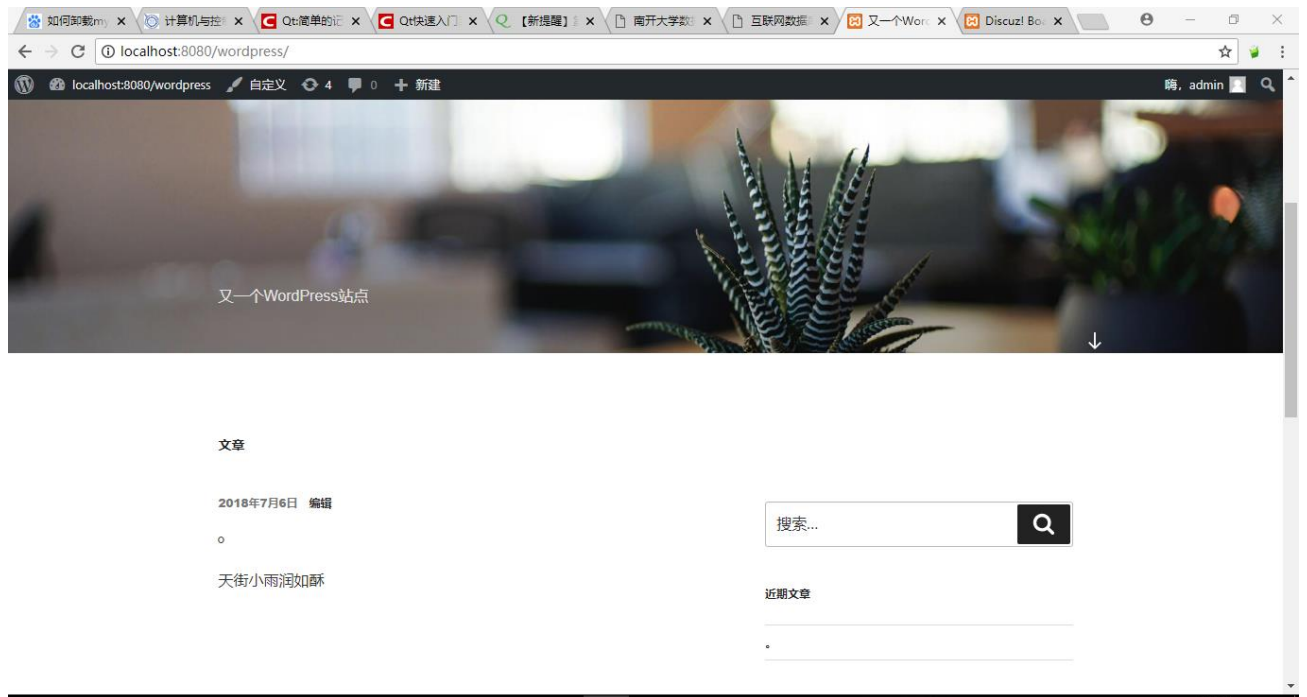 如何卸载my
计算机与控
Qt:简单的记
Qt快速入门
【新提醒】
南开大学数
互联网数据
又一个Word
Discuz! Boa
localhost:8080/wordpress/
localhost:8080/wordpress 自定义 4 0 新建 嗨，admin
又一个WordPress站点
文章
2018年7月6日 编辑
。
天街小雨润如酥
搜索...
近期文章
。